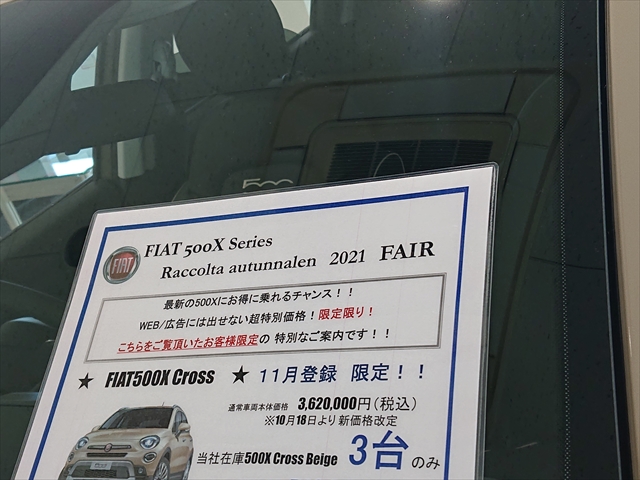 500
FIAT
FIAT 500X Series
Raccolta autunnalen 2021 FAIR
最新の500Xにお得に乗れるチャンス！！
WEB/広告には出せない超特別価格！限定限り！
こちらをご覧頂いたお客様限定の 特別なご案内です！！
★ FIAT500X Cross ★ 11月登録 限定！！
通常車両本体価格 3,620,000円（税込）
※10月18日より新価格改定
当社在庫500X Cross Beige 3台のみ